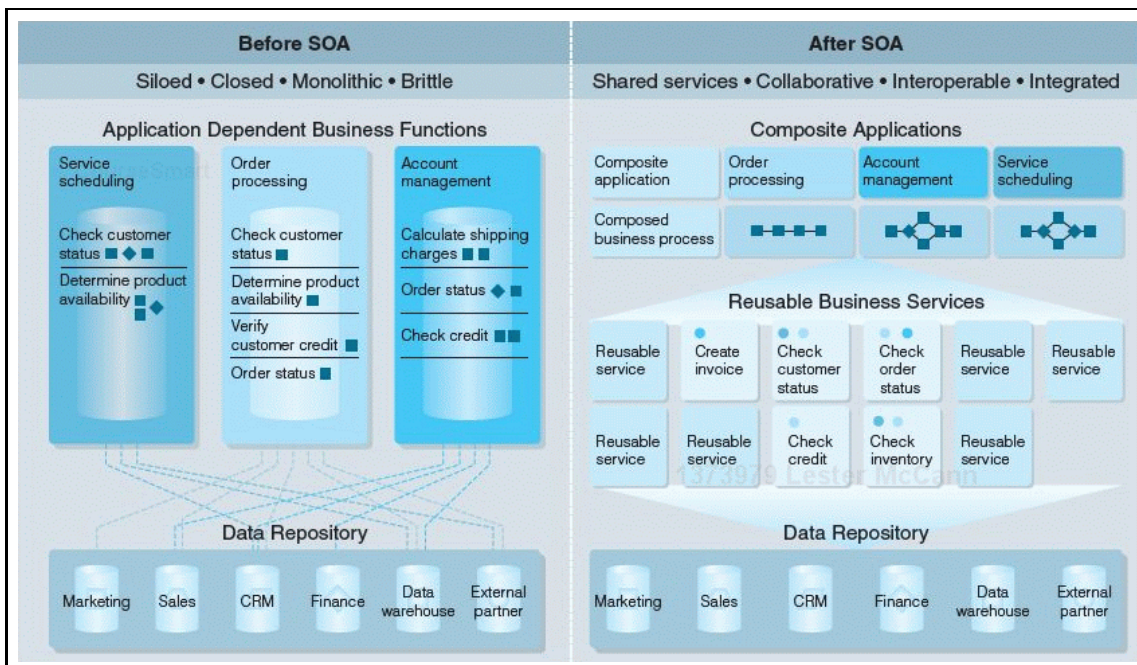 Before SOA
Siloed • Closed • Monolithic • Brittle
Application Dependent Business Functions
Service
scheduling
Check customer
status
Determine product
availability
Order
processing
Check customer
status
Determine product
availability
Verify
customer credit
Order status
Account
management
Calculate shipping
charges
Order status
Check credit
Data Repository
Marketing
Sales
CRM
Finance
Data
warehouse
External
partner
After SOA
Shared services • Collaborative • Interoperable • Integrated
Composite Applications
Composite
application
Order
processing
Account
management
Service
scheduling
Composed
business process
Reusable Business Services
Reusable
service
Create
invoice
Check
customer
status
Check
order
status
Reusable
service
Reusable
service
Reusable
service
Reusable
service
Check
credit
Check
inventory
Reusable
service
1373979 Lester McCann
Data Repository
Marketing
Sales
CRM
Finance
Data
warehouse
External
partner